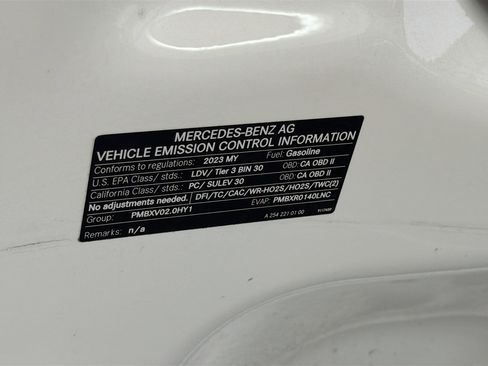 MERCEDES-BENZ AG
VEHICLE EMISSION CONTROL INFORMATION
Conforms to regulations: 2023 MY Fuel: Gasoline
U.S. EPA Class/ stds.: LDV/ Tier 3 BIN 30 OBD: CA OBD II
California Class/ stds.: PC/ SULEV 30 OBD: CA OBD II
No adjustments needed. DFI/TC/CAC/WR-HO2S/HO2S/TWC(2)
Group: PMBXV02.0HY1 EVAP: PMBXR0140LNC
Remarks: n/a A 254 221 01 00